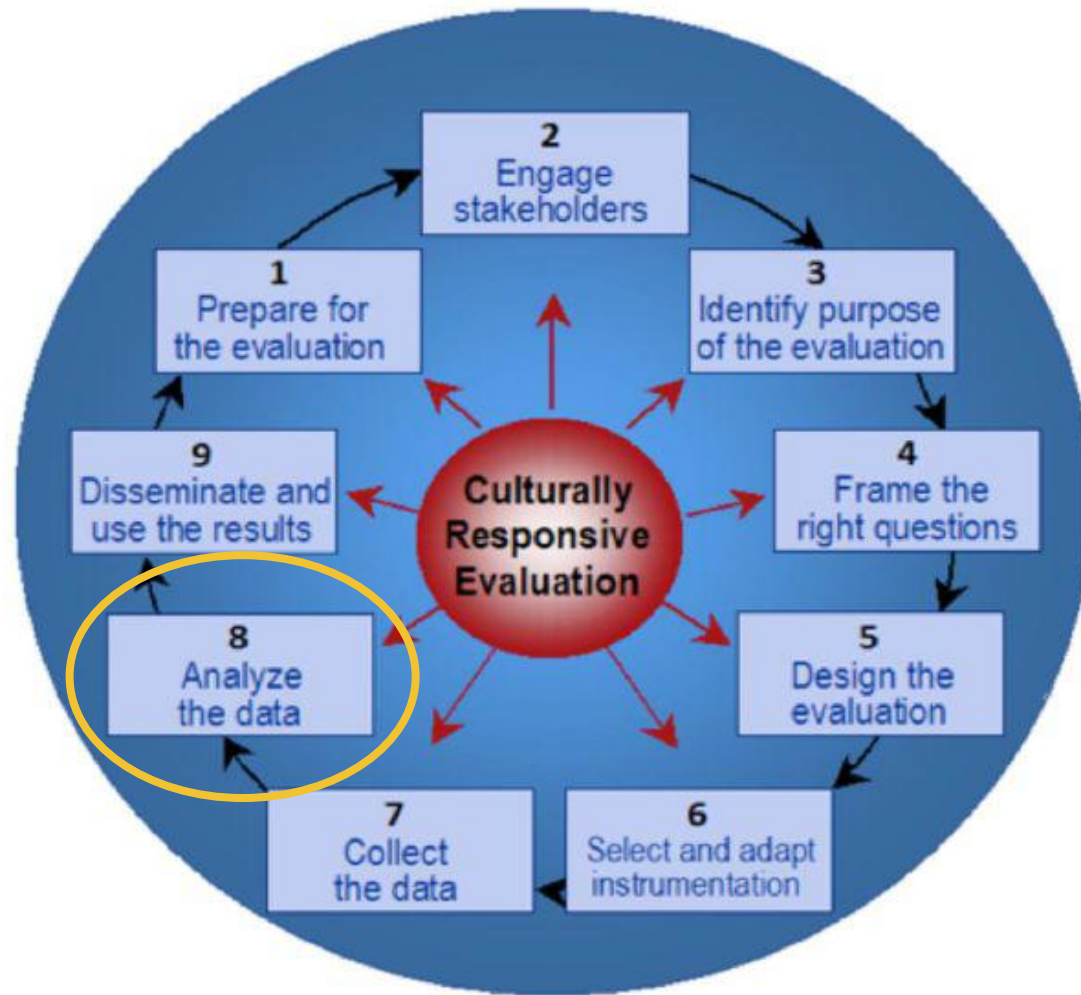 2
Engage
stakeholders
1
Prepare for
the evaluation
3
Identify purpose
of the evaluation
9
Disseminate and
use the results
Culturally
Responsive
Evaluation
4
Frame the
right questions
8
Analyze
the data
5
Design the
evaluation
7
Collect
the data
6
Select and adapt
instrumentation